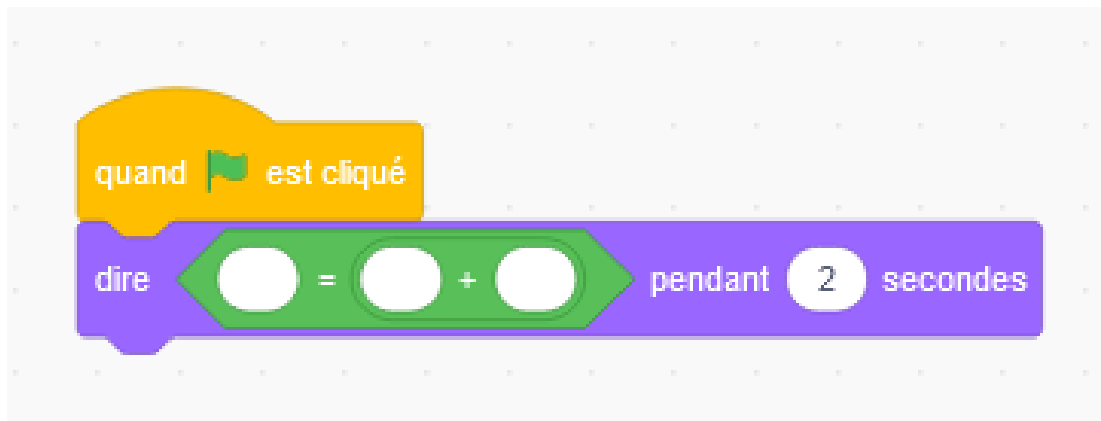 quand est cliqué
dire = + pendant 2 secondes